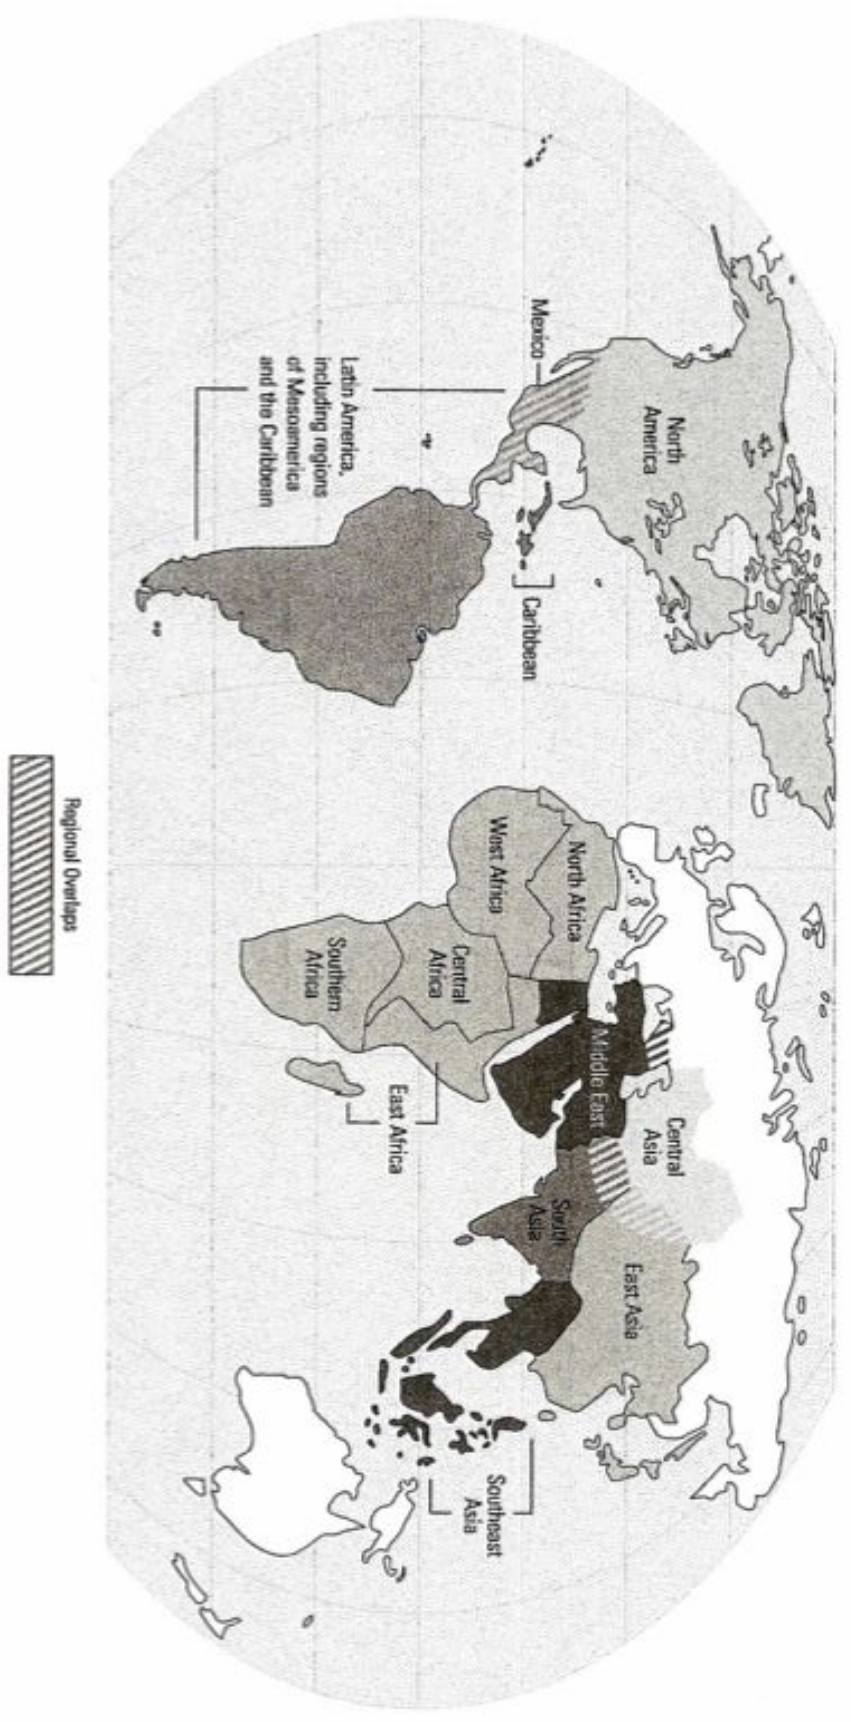 North
America
Mexico
Caribbean
Latin America,
including regions
of Mesoamerica
and the Caribbean
North Africa
West Africa
Central
Africa
Southern
Africa
East Africa
Middle East
Central
Asia
South
Asia
East Asia
Southeast
Asia
Regional Overlaps